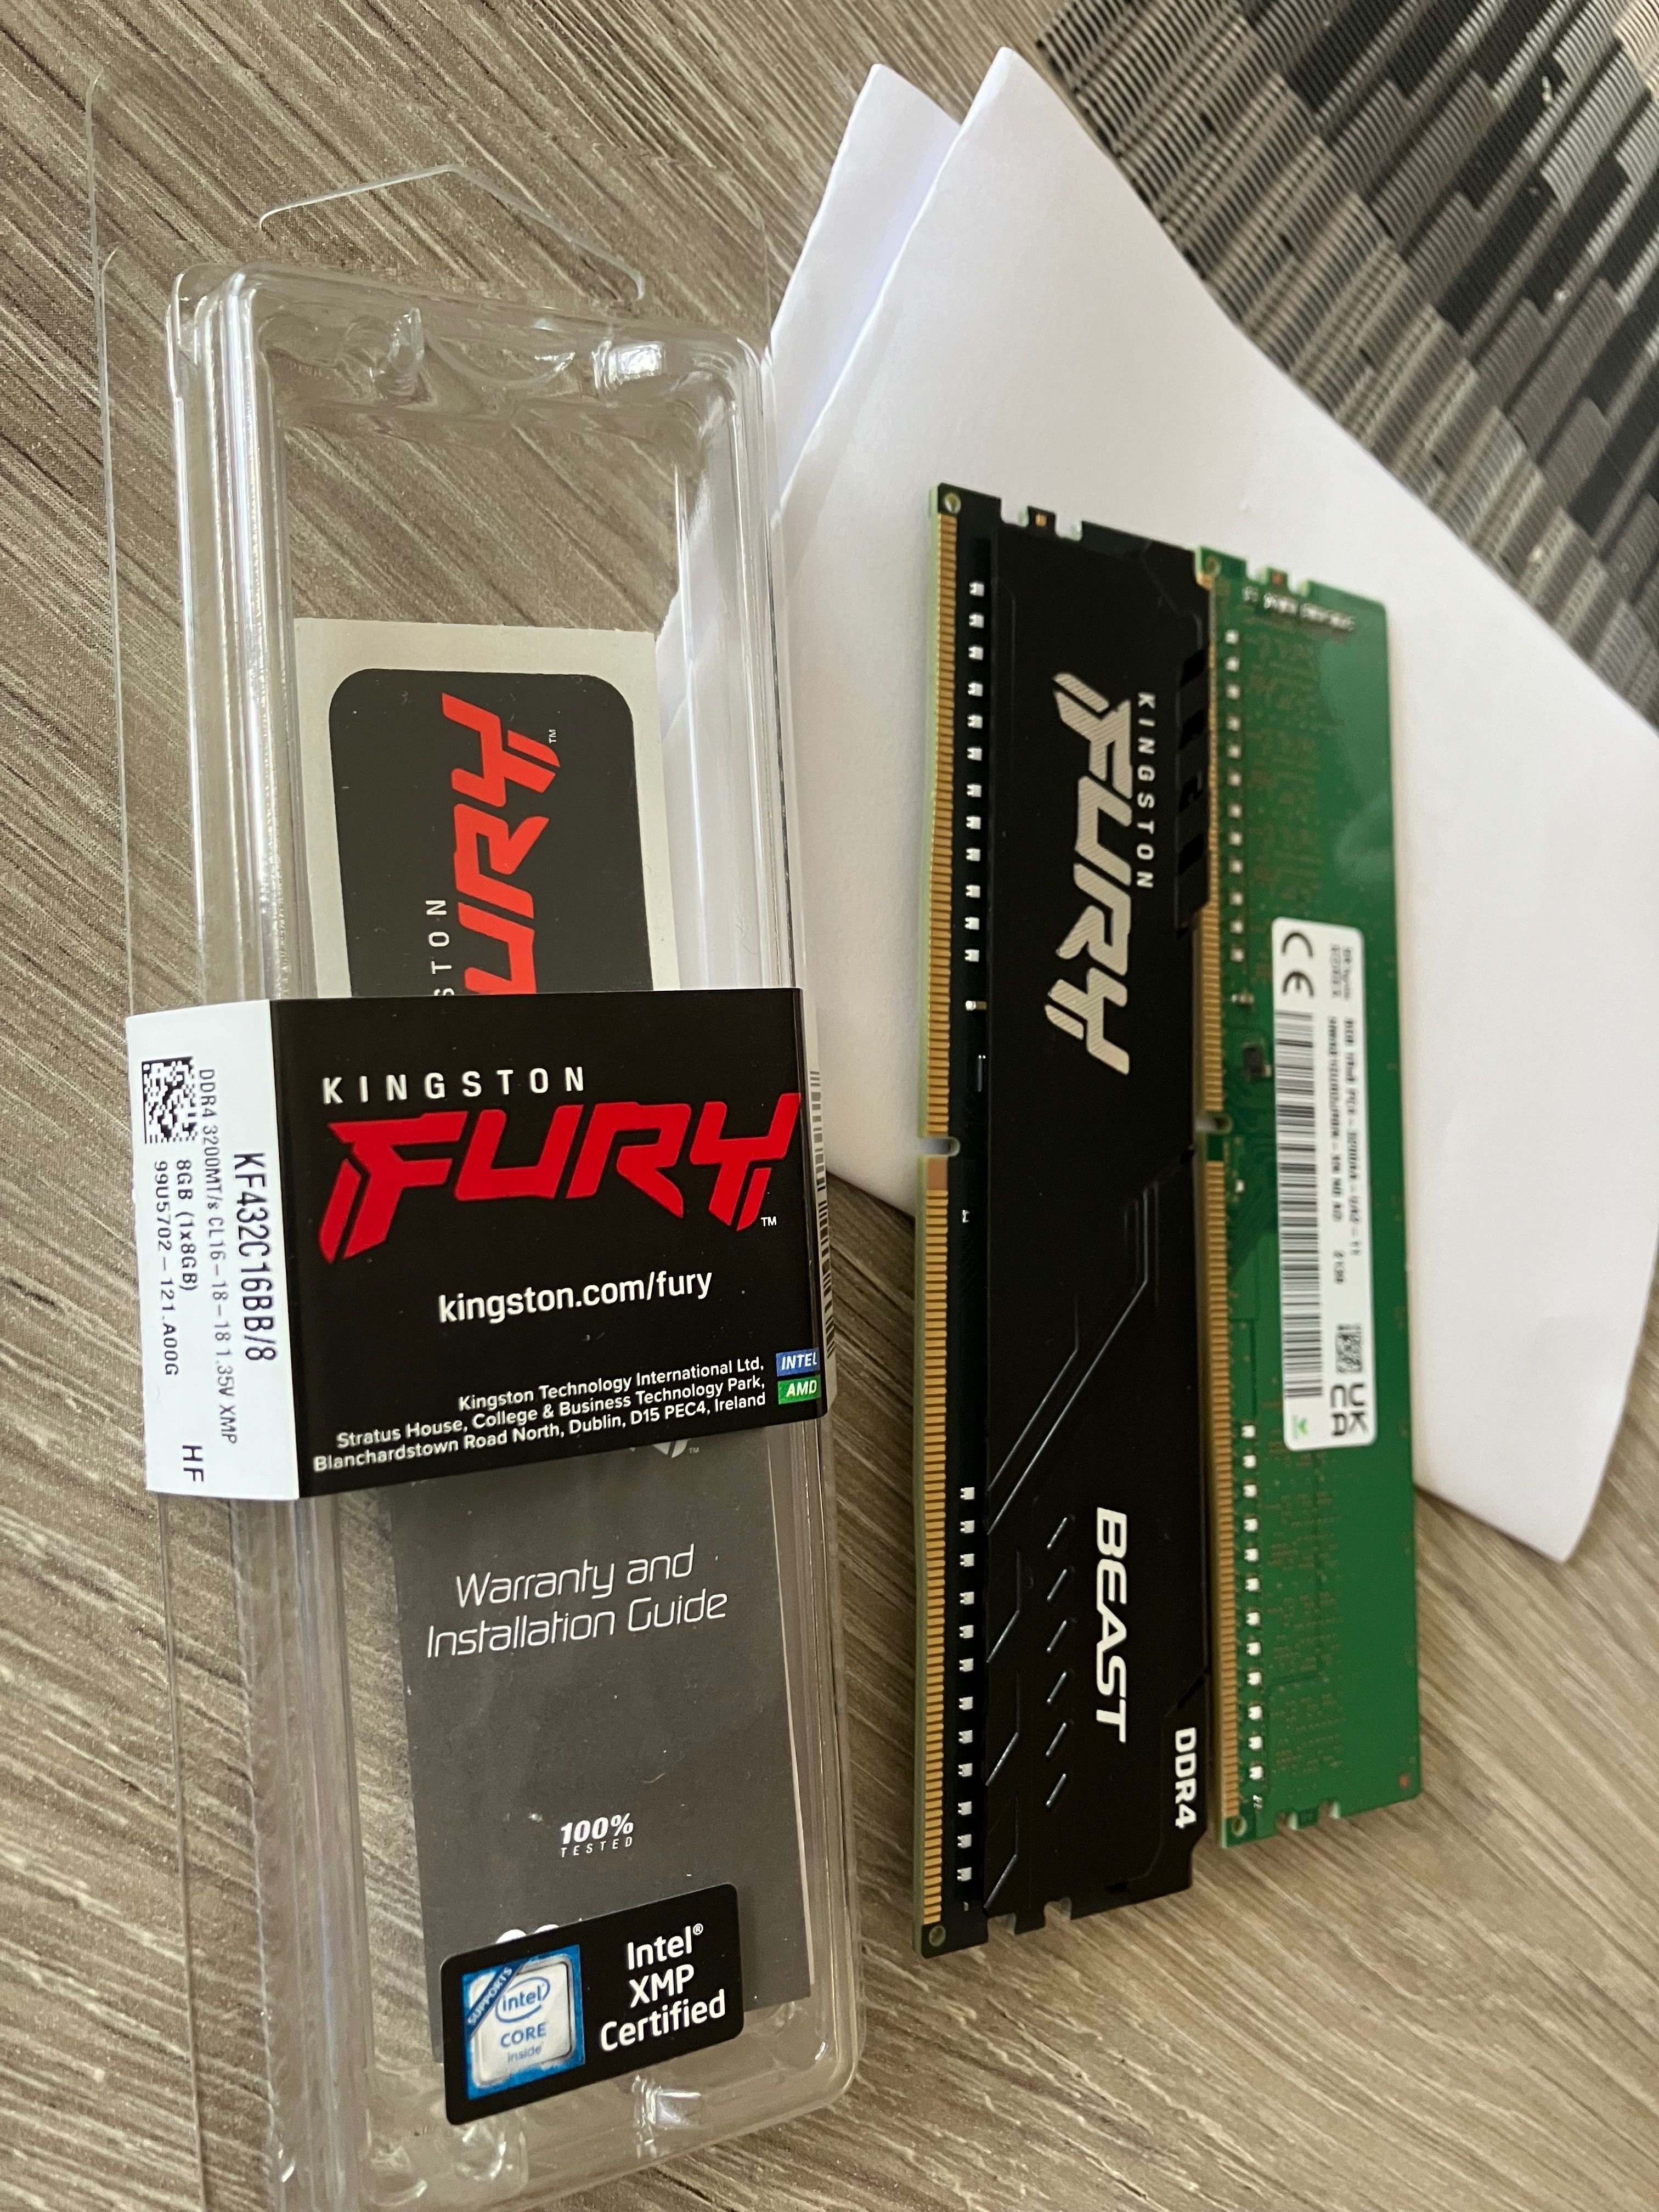 KINGSTON
FURY™
KINGSTON
FURY™
kingston.com/fury
INTEL
AMD
Kingston Technology International Ltd,
Stratus House, College & Business Technology Park,
Blanchardstown Road North, Dublin, D15 PEC4, Ireland
KF432C16BB/8
DDR4 3200MT/s CL16-18-18 1.35V XMP
8GB (1x8GB) HF
99U5702-121.A00G
Warranty and
Installation Guide
100%
TESTED
SUPPORTS
intel
CORE
inside
Intel®
XMP
Certified
KINGSTON
FURY
BEAST
DDR4
CE
UK
CA